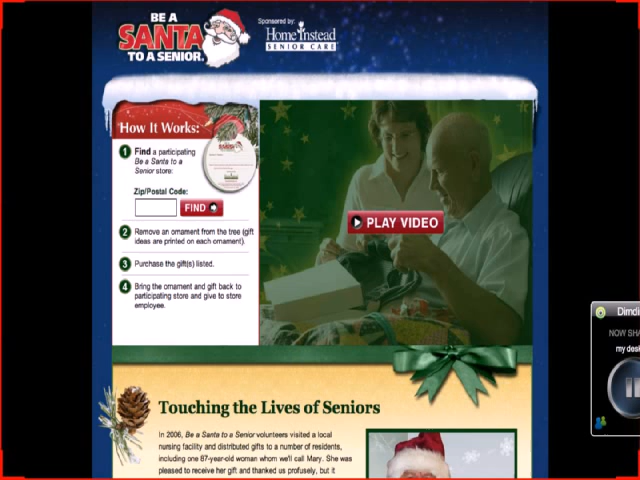 BE A
SANTA
TO A SENIOR.
Sponsored by:
Home Instead
SENIOR CARE
How It Works:
1 Find a participating
Be a Santa to a
Senior store:
Zip/Postal Code:
FIND
2 Remove an ornament from the tree (gift
ideas are printed on each ornament).
3 Purchase the gift(s) listed.
4 Bring the ornament and gift back to
participating store and give to store
employee.
PLAY VIDEO
Touching the Lives of Seniors
In 2006, Be a Santa to a Senior volunteers visited a local
nursing facility and distributed gifts to a number of residents,
including one 87-year-old woman whom we'll call Mary. She was
pleased to receive her gift and thanked us profusely, but it
Dimdi
NOW SHA
my desk